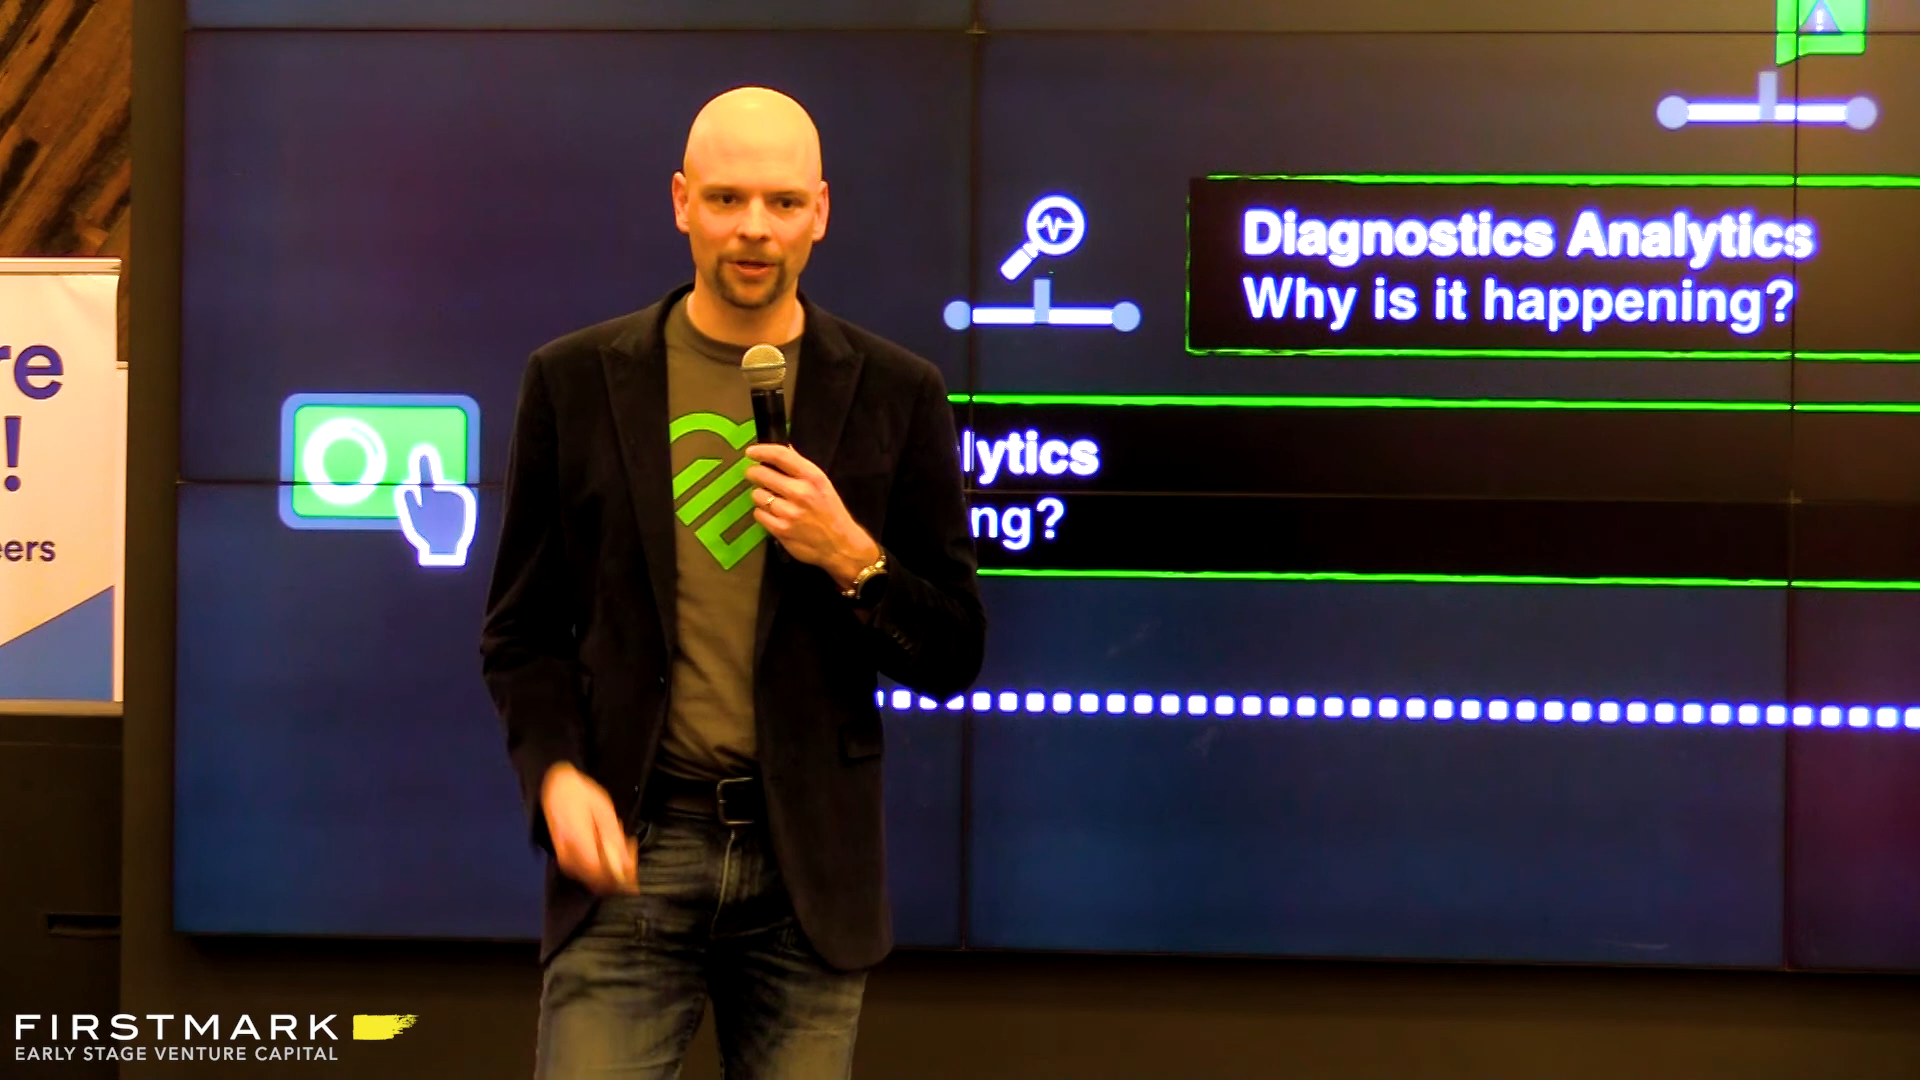 Diagnostics Analytics
Why is it happening?
lytics
ng?
re
!
eers
FIRSTMARK
EARLY STAGE VENTURE CAPITAL